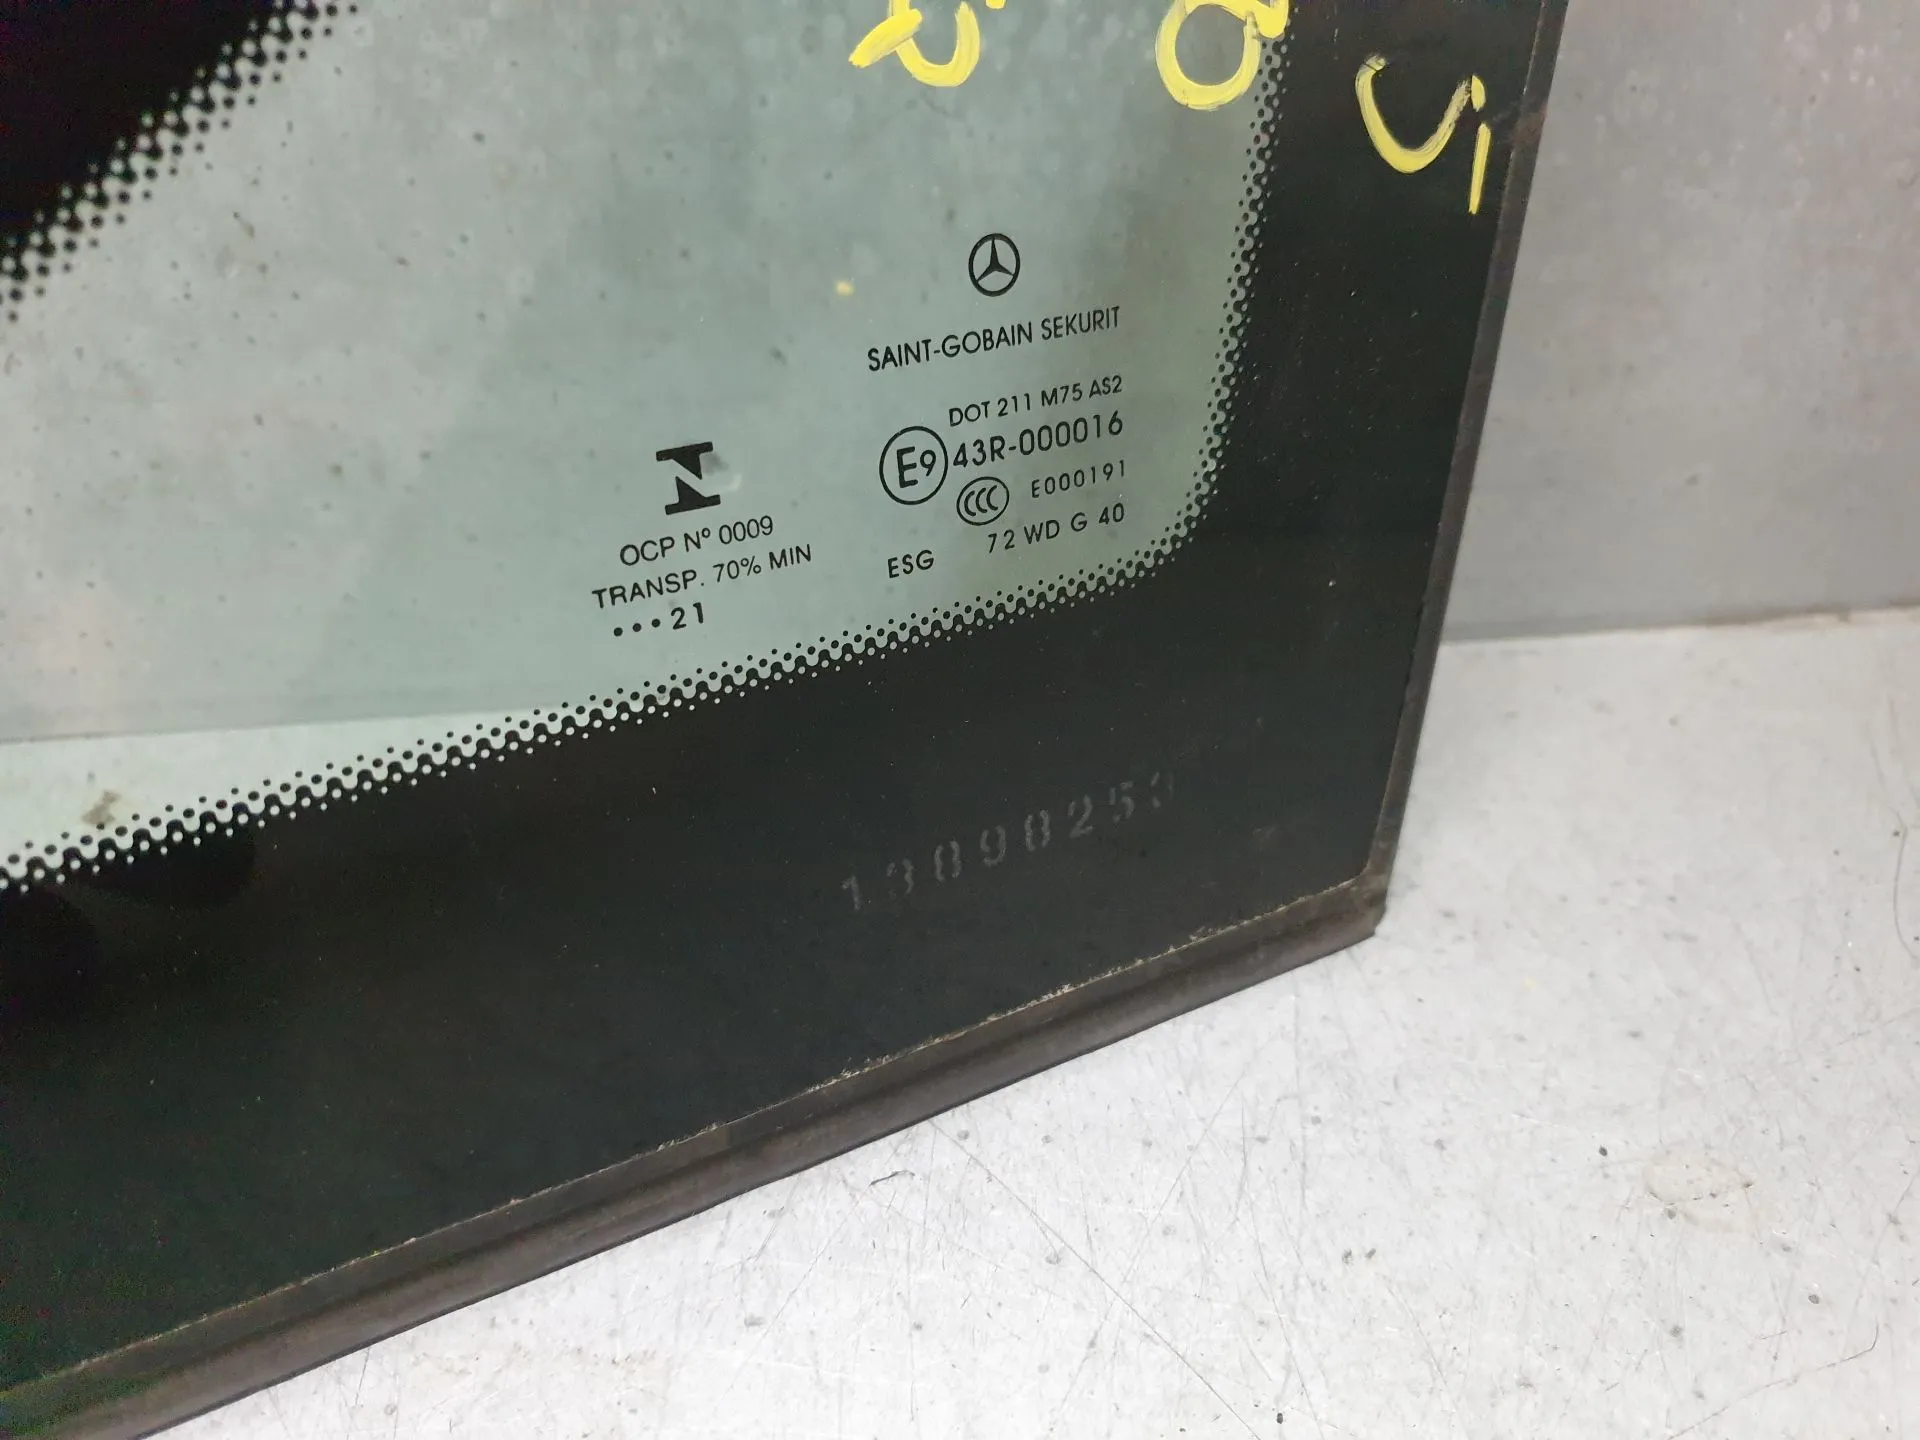 SAINT-GOBAIN SEKURIT
DOT 211 M75 AS2
E9 43R-000016
CCC E000191
ESG 72 WD G 40
OCP Nº 0009
TRANSP. 70% MIN
•••21